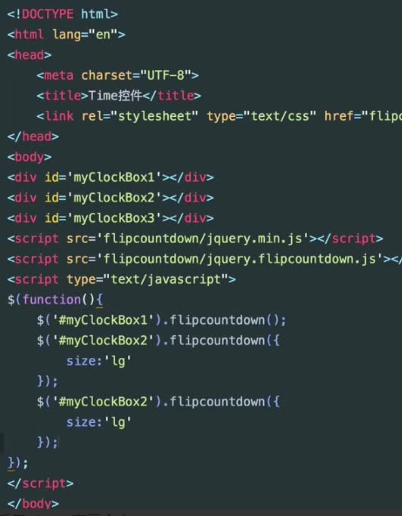 <!DOCTYPE html>
<html lang="en">
<head>
    <meta charset="UTF-8">
    <title>Time控件</title>
    <link rel="stylesheet" type="text/css" href="flipc
</head>
<body>
<div id='myClockBox1'></div>
<div id='myClockBox2'></div>
<div id='myClockBox3'></div>
<script src='flipcountdown/jquery.min.js'></script>
<script src='flipcountdown/jquery.flipcountdown.js'></s
<script type="text/javascript">
$(function(){
    $('#myClockBox1').flipcountdown();
    $('#myClockBox2').flipcountdown({
        size:'lg'
    });
    $('#myClockBox2').flipcountdown({
        size:'lg'
    });
});
</script>
</body>